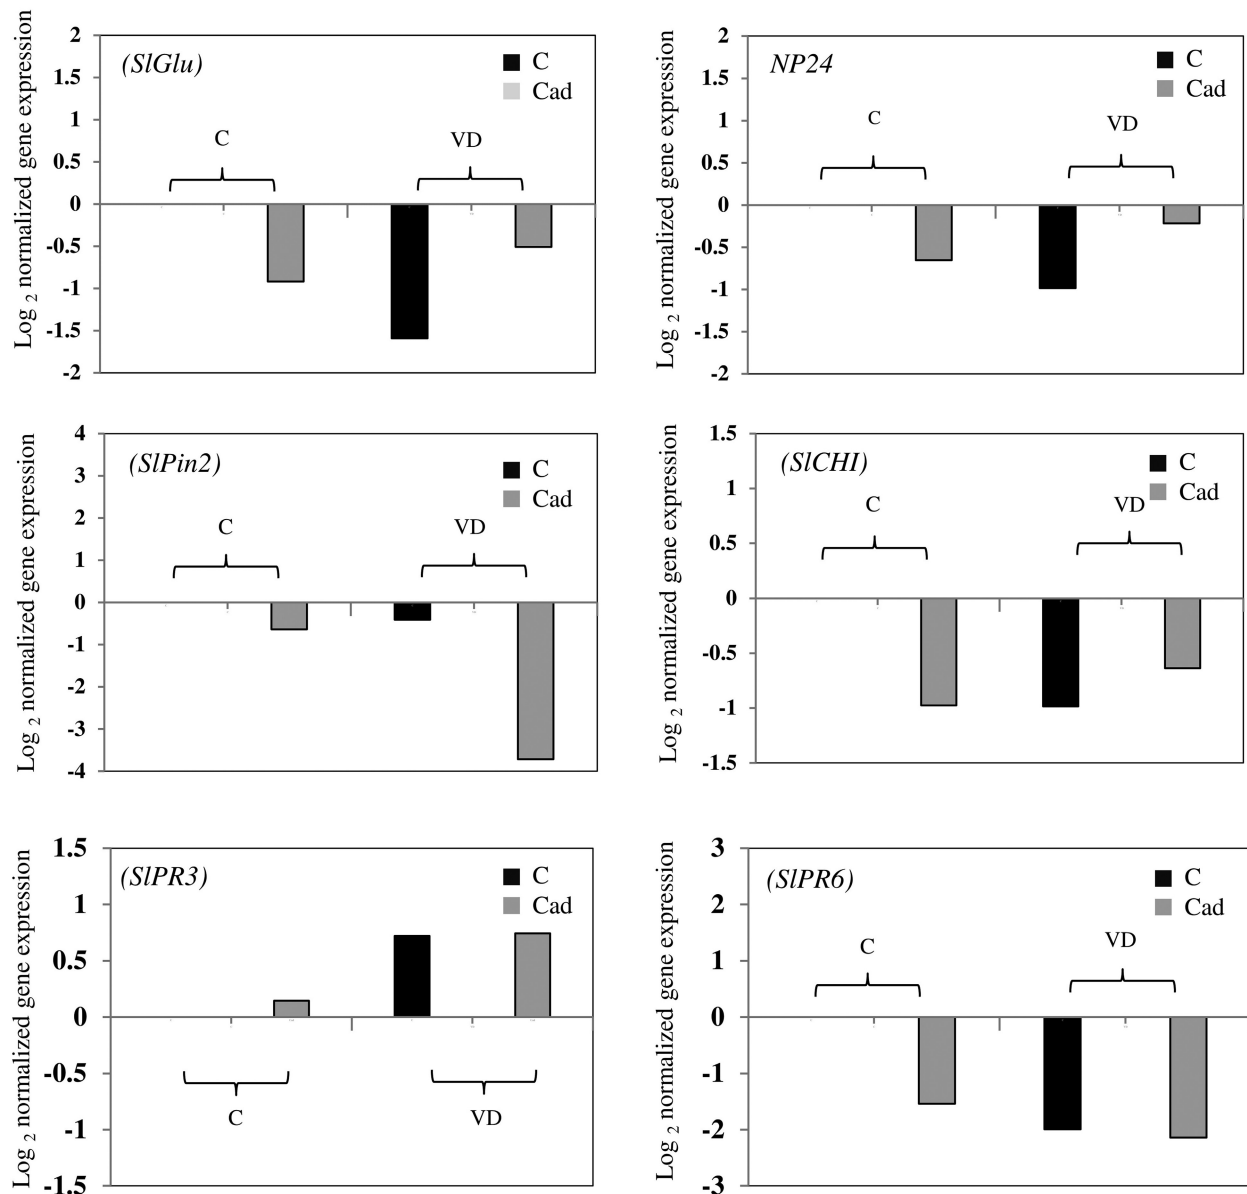 Log 2 normalized gene expression
2
1.5
1
0.5
0
-0.5
-1
-1.5
-2
(SlGlu)
C
Cad
C
VD
Log 2 normalized gene expression
2
1.5
1
0.5
0
-0.5
-1
-1.5
-2
NP24
C
Cad
C
VD
Log 2 normalized gene expression
4
3
2
1
0
-1
-2
-3
-4
(SlPin2)
C
Cad
C
VD
Log 2 normalized gene expression
1.5
1
0.5
0
-0.5
-1
-1.5
(SlCHI)
C
Cad
C
VD
Log 2 normalized gene expression
1.5
1
0.5
0
-0.5
-1
-1.5
(SlPR3)
C
Cad
C
VD
Log 2 normalized gene expression
3
2
1
0
-1
-2
-3
(SlPR6)
C
Cad
C
VD